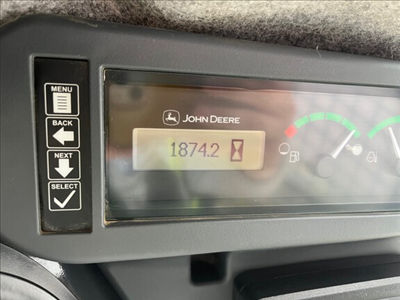 MENU
BACK
NEXT
SELECT
JOHN DEERE
1874.2